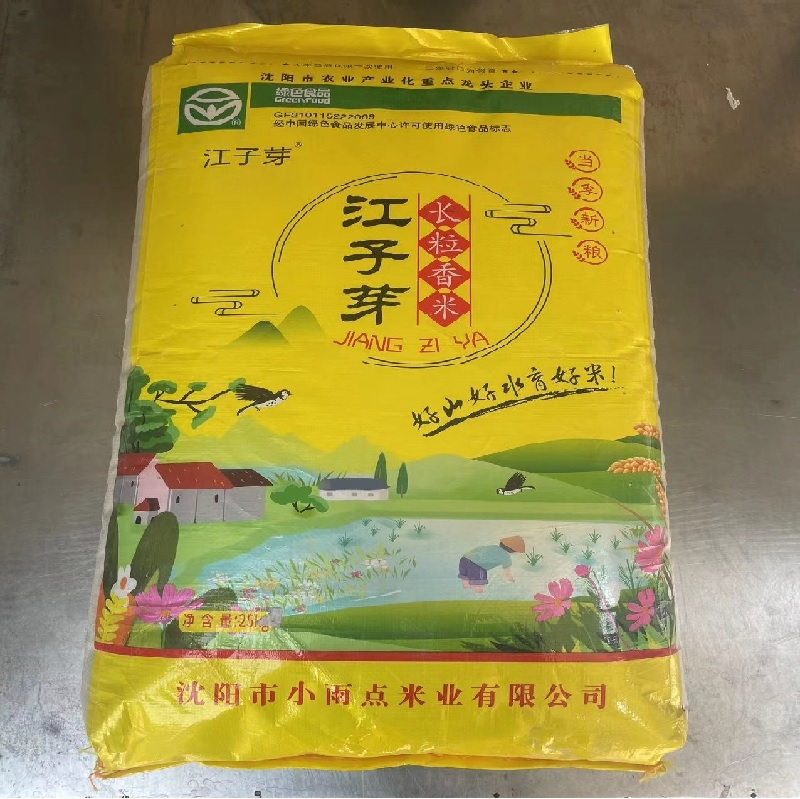 沈阳市农业产业化重点龙头企业
绿色食品
GreenFood
经中国绿色食品发展中心许可使用绿色食品标志
江子芽®
当季新粮
江子芽
长粒香米
JIANG ZI YA
好山好水育好米!
净含量:25
沈阳市小雨点米业有限公司